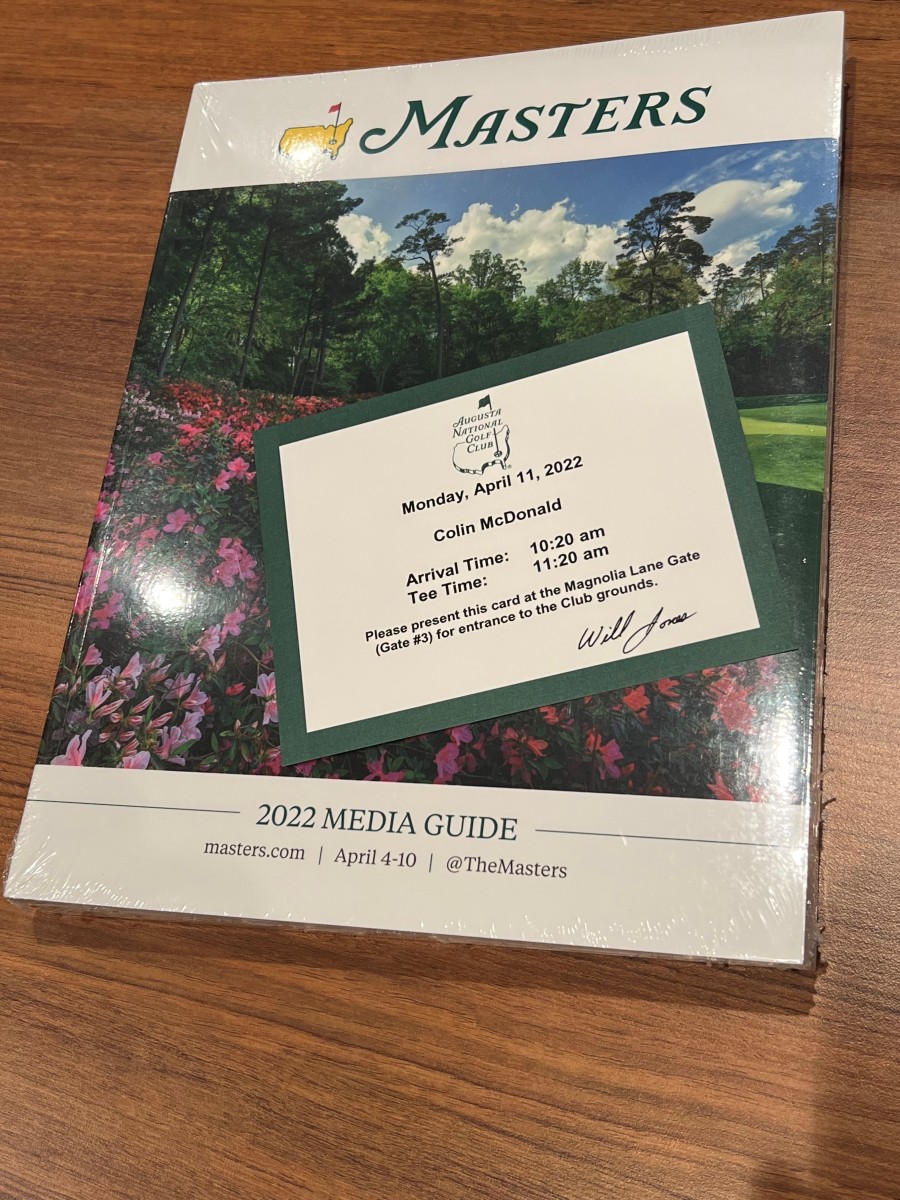 MASTERS
AUGUSTA
NATIONAL
GOLF
CLUB
Monday, April 11, 2022
Colin McDonald
Arrival Time: 10:20 am
Tee Time: 11:20 am
Please present this card at the Magnolia Lane Gate
(Gate #3) for entrance to the Club grounds.
Will Jones
2022 MEDIA GUIDE
masters.com | April 4-10 | @TheMasters